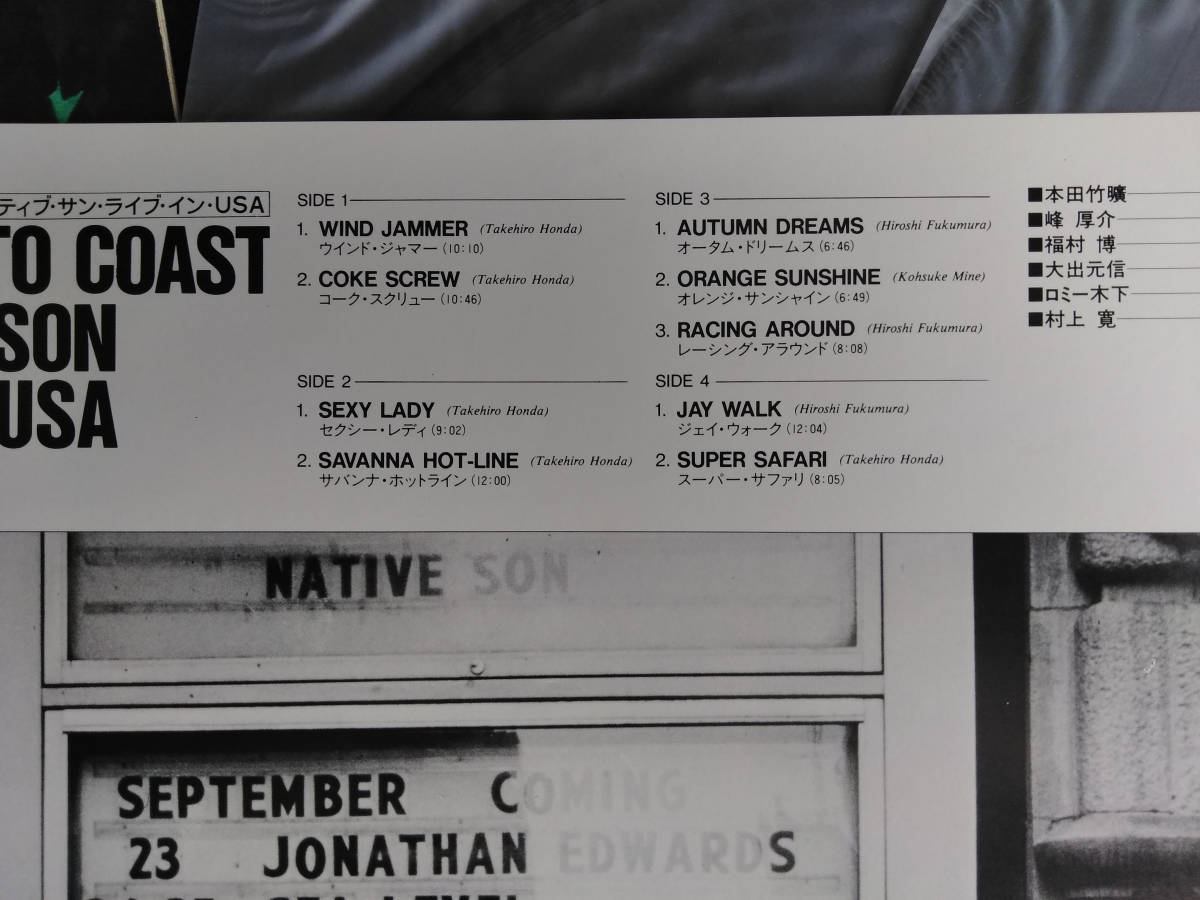 ティブ・サン・ライブ・イン・USA
TO COAST
SON
USA
SIDE 1
1. WIND JAMMER (Takehiro Honda)
ウインド・ジャマー (10:10)
2. COKE SCREW (Takehiro Honda)
コーク・スクリュー (10:46)
SIDE 2
1. SEXY LADY (Takehiro Honda)
セクシー・レディ (9:02)
2. SAVANNA HOT-LINE (Takehiro Honda)
サバンナ・ホットライン (12:00)
SIDE 3
1. AUTUMN DREAMS (Hiroshi Fukumura)
オータム・ドリームス (6:46)
2. ORANGE SUNSHINE (Kohsuke Mine)
オレンジ・サンシャイン (6:49)
3. RACING AROUND (Hiroshi Fukumura)
レーシング・アラウンド (8:08)
SIDE 4
1. JAY WALK (Hiroshi Fukumura)
ジェイ・ウォーク (12:04)
2. SUPER SAFARI (Takehiro Honda)
スーパー・サファリ (8:05)
■本田竹曠
■峰 厚介
■福村 博
■大出元信
■ロミー木下
■村上 寛
NATIVE SON
SEPTEMBER COMING
23 JONATHAN EDWARDS